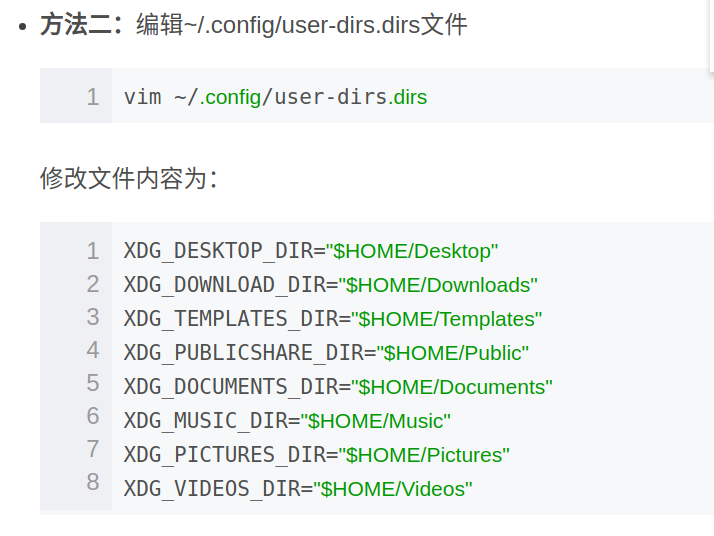 方法二：编辑~/.config/user-dirs.dirs文件
1 vim ~/.config/user-dirs.dirs
修改文件内容为：
1 XDG_DESKTOP_DIR="$HOME/Desktop"
2 XDG_DOWNLOAD_DIR="$HOME/Downloads"
3 XDG_TEMPLATES_DIR="$HOME/Templates"
4 XDG_PUBLICSHARE_DIR="$HOME/Public"
5 XDG_DOCUMENTS_DIR="$HOME/Documents"
6 XDG_MUSIC_DIR="$HOME/Music"
7 XDG_PICTURES_DIR="$HOME/Pictures"
8 XDG_VIDEOS_DIR="$HOME/Videos"